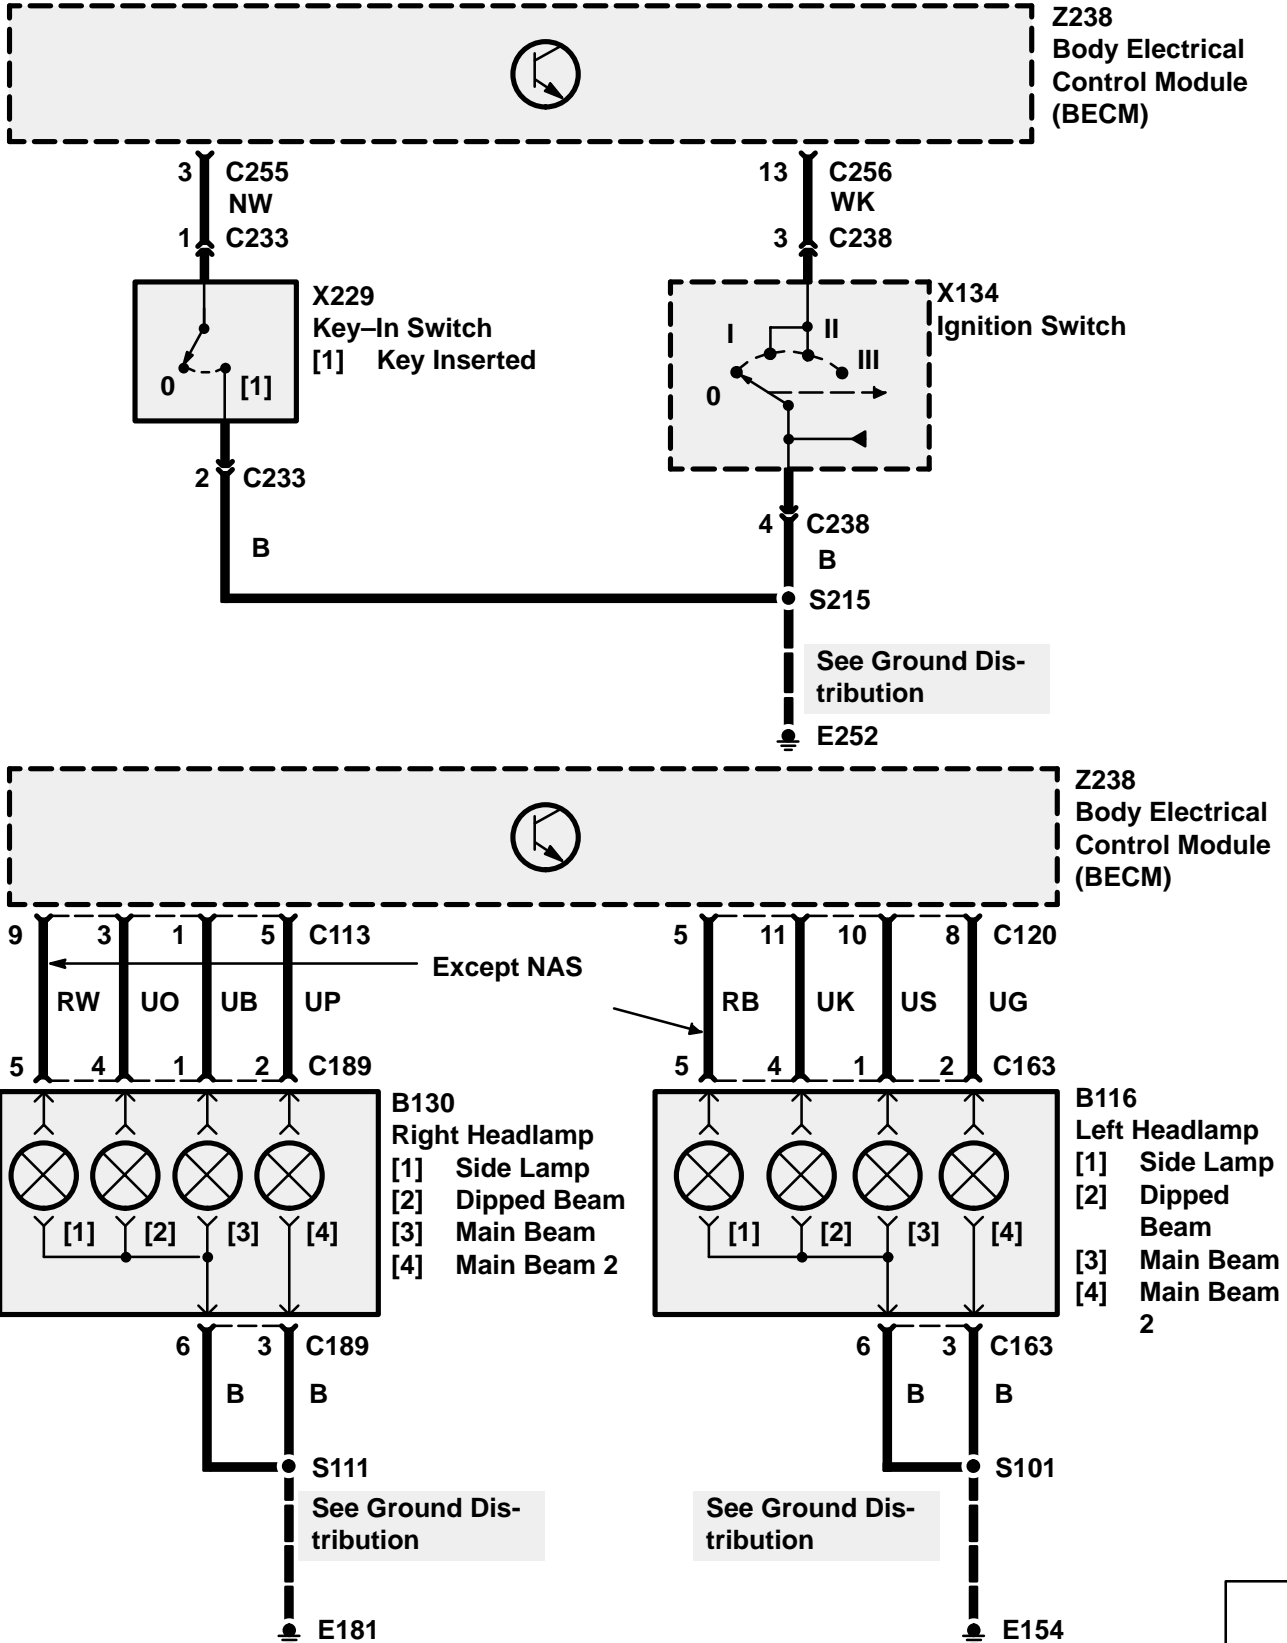 Z238
Body Electrical
Control Module
(BECM)
3 C255
NW
1 C233
13 C256
WK
3 C238
X229
Key–In Switch
[1] Key Inserted
0 [1]
X134
Ignition Switch
I II III
0
2 C233
B
4 C238
B
S215
See Ground Dis-
tribution
E252
Z238
Body Electrical
Control Module
(BECM)
9 3 1 5 C113
5 11 10 8 C120
Except NAS
RW UO UB UP
RB UK US UG
5 4 1 2 C189
5 4 1 2 C163
B130
Right Headlamp
[1] Side Lamp
[2] Dipped Beam
[3] Main Beam
[4] Main Beam 2
[1] [2] [3] [4]
B116
Left Headlamp
[1] Side Lamp
[2] Dipped
Beam
[3] Main Beam
[4] Main Beam
2
[1] [2] [3] [4]
6 3 C189
B B
S111
See Ground Dis-
tribution
E181
6 3 C163
B B
S101
See Ground Dis-
tribution
E154